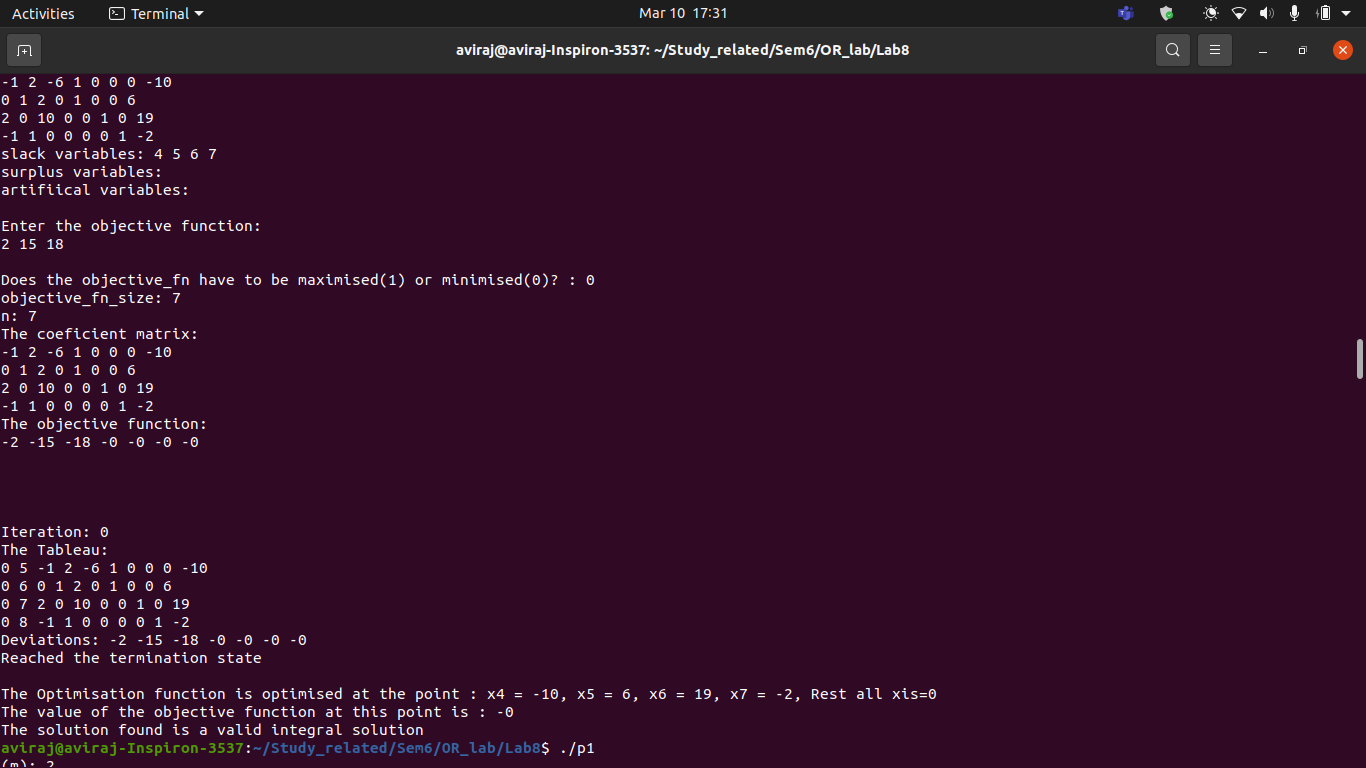 Activities Terminal Mar 10 17:31
aviraj@aviraj-Inspiron-3537: ~/Study_related/Sem6/OR_lab/Lab8
-1 2 -6 1 0 0 0 -10
0 1 2 0 1 0 0 6
2 0 10 0 0 1 0 19
-1 1 0 0 0 0 1 -2
slack variables: 4 5 6 7
surplus variables:
artifiical variables:
Enter the objective function:
2 15 18
Does the objective_fn have to be maximised(1) or minimised(0)? : 0
objective_fn_size: 7
n: 7
The coeficient matrix:
-1 2 -6 1 0 0 0 -10
0 1 2 0 1 0 0 6
2 0 10 0 0 1 0 19
-1 1 0 0 0 0 1 -2
The objective function:
-2 -15 -18 -0 -0 -0 -0
Iteration: 0
The Tableau:
0 5 -1 2 -6 1 0 0 0 -10
0 6 0 1 2 0 1 0 0 6
0 7 2 0 10 0 0 1 0 19
0 8 -1 1 0 0 0 0 1 -2
Deviations: -2 -15 -18 -0 -0 -0 -0
Reached the termination state
The Optimisation function is optimised at the point : x4 = -10, x5 = 6, x6 = 19, x7 = -2, Rest all xis=0
The value of the objective function at this point is : -0
The solution found is a valid integral solution
aviraj@aviraj-Inspiron-3537:~/Study_related/Sem6/OR_lab/Lab8$ ./p1
(m): 2